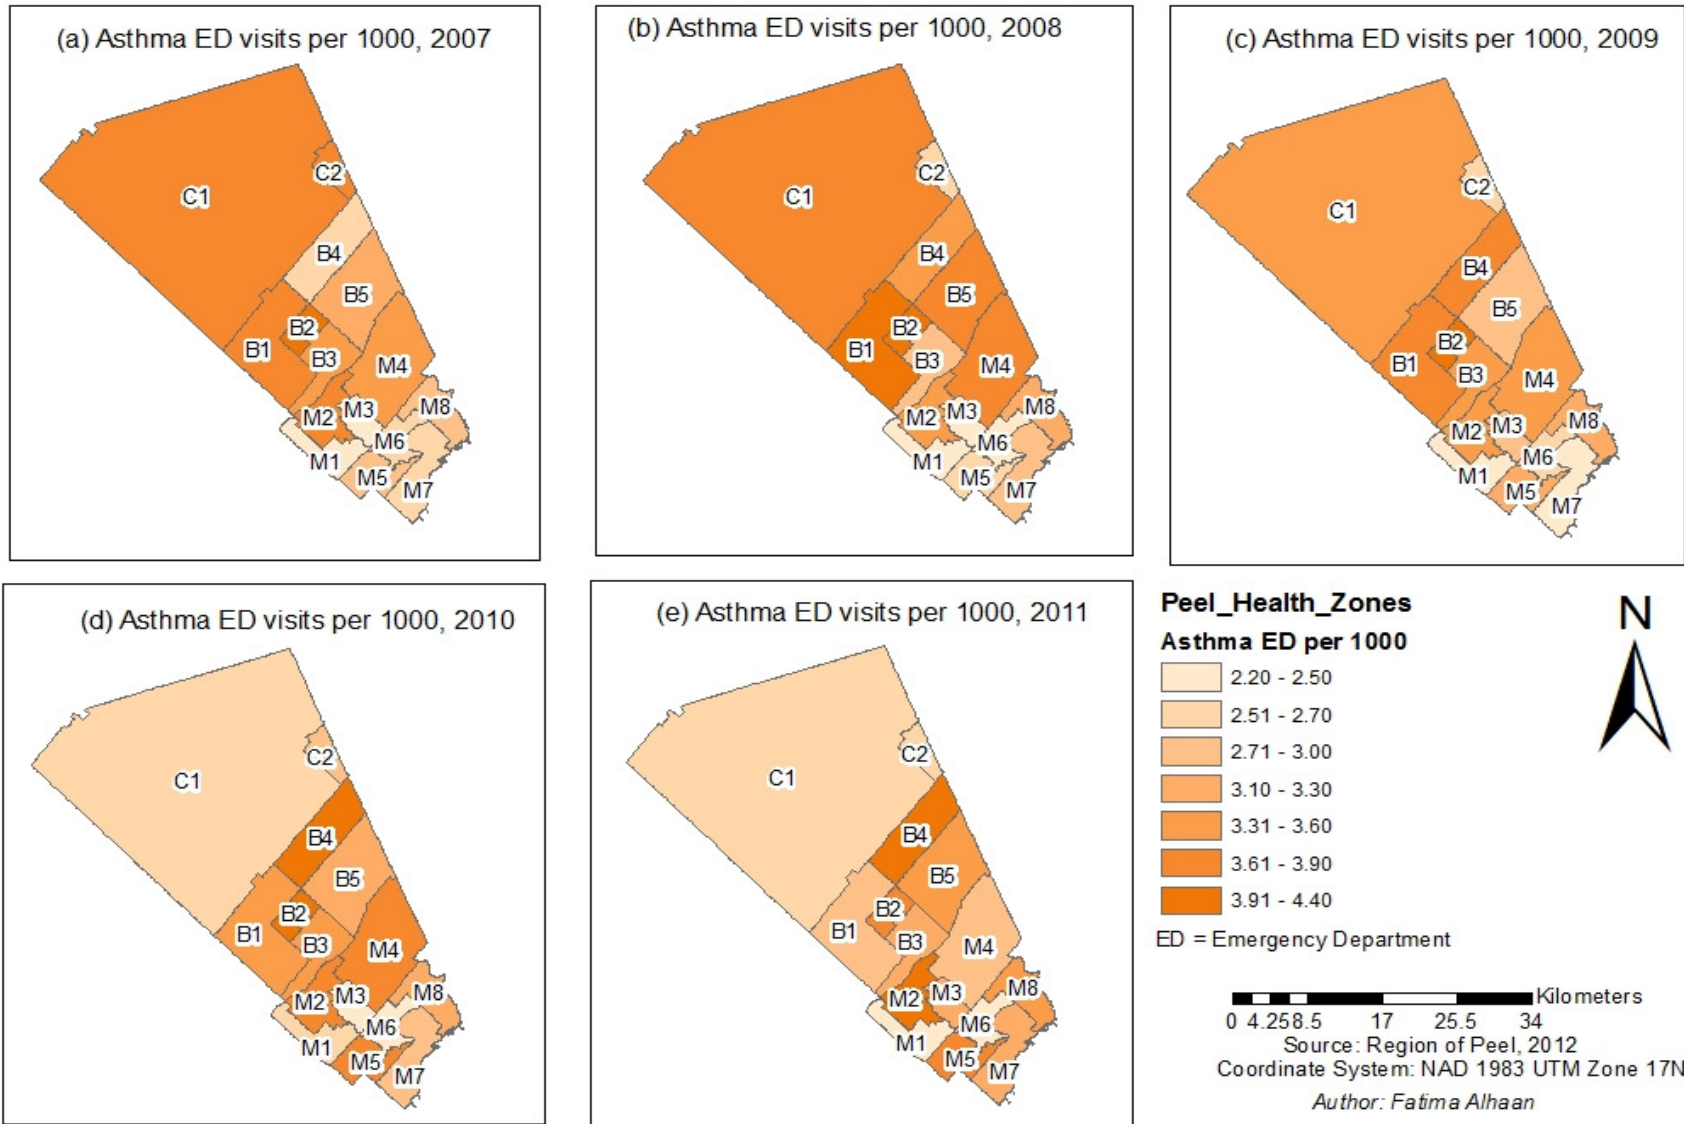 (a) Asthma ED visits per 1000, 2007
C1
C2
B4
B5
B2
B1
B3
M4
M2
M3
M8
M6
M1
M5
M7
(b) Asthma ED visits per 1000, 2008
C1
C2
B4
B5
B2
B1
B3
M4
M2
M3
M8
M6
M1
M5
M7
(c) Asthma ED visits per 1000, 2009
C1
C2
B4
B5
B2
B1
B3
M4
M2
M3
M8
M6
M1
M5
M7
(d) Asthma ED visits per 1000, 2010
C1
C2
B4
B5
B2
B1
B3
M4
M2
M3
M8
M6
M1
M5
M7
(e) Asthma ED visits per 1000, 2011
C1
C2
B4
B5
B2
B1
B3
M4
M2
M3
M8
M6
M1
M5
M7
Peel_Health_Zones
Asthma ED per 1000
2.20 - 2.50
2.51 - 2.70
2.71 - 3.00
3.10 - 3.30
3.31 - 3.60
3.61 - 3.90
3.91 - 4.40
ED = Emergency Department
N
Kilometers
0 4.25 8.5 17 25.5 34
Source: Region of Peel, 2012
Coordinate System: NAD 1983 UTM Zone 17N
Author: Fatima Alhaan